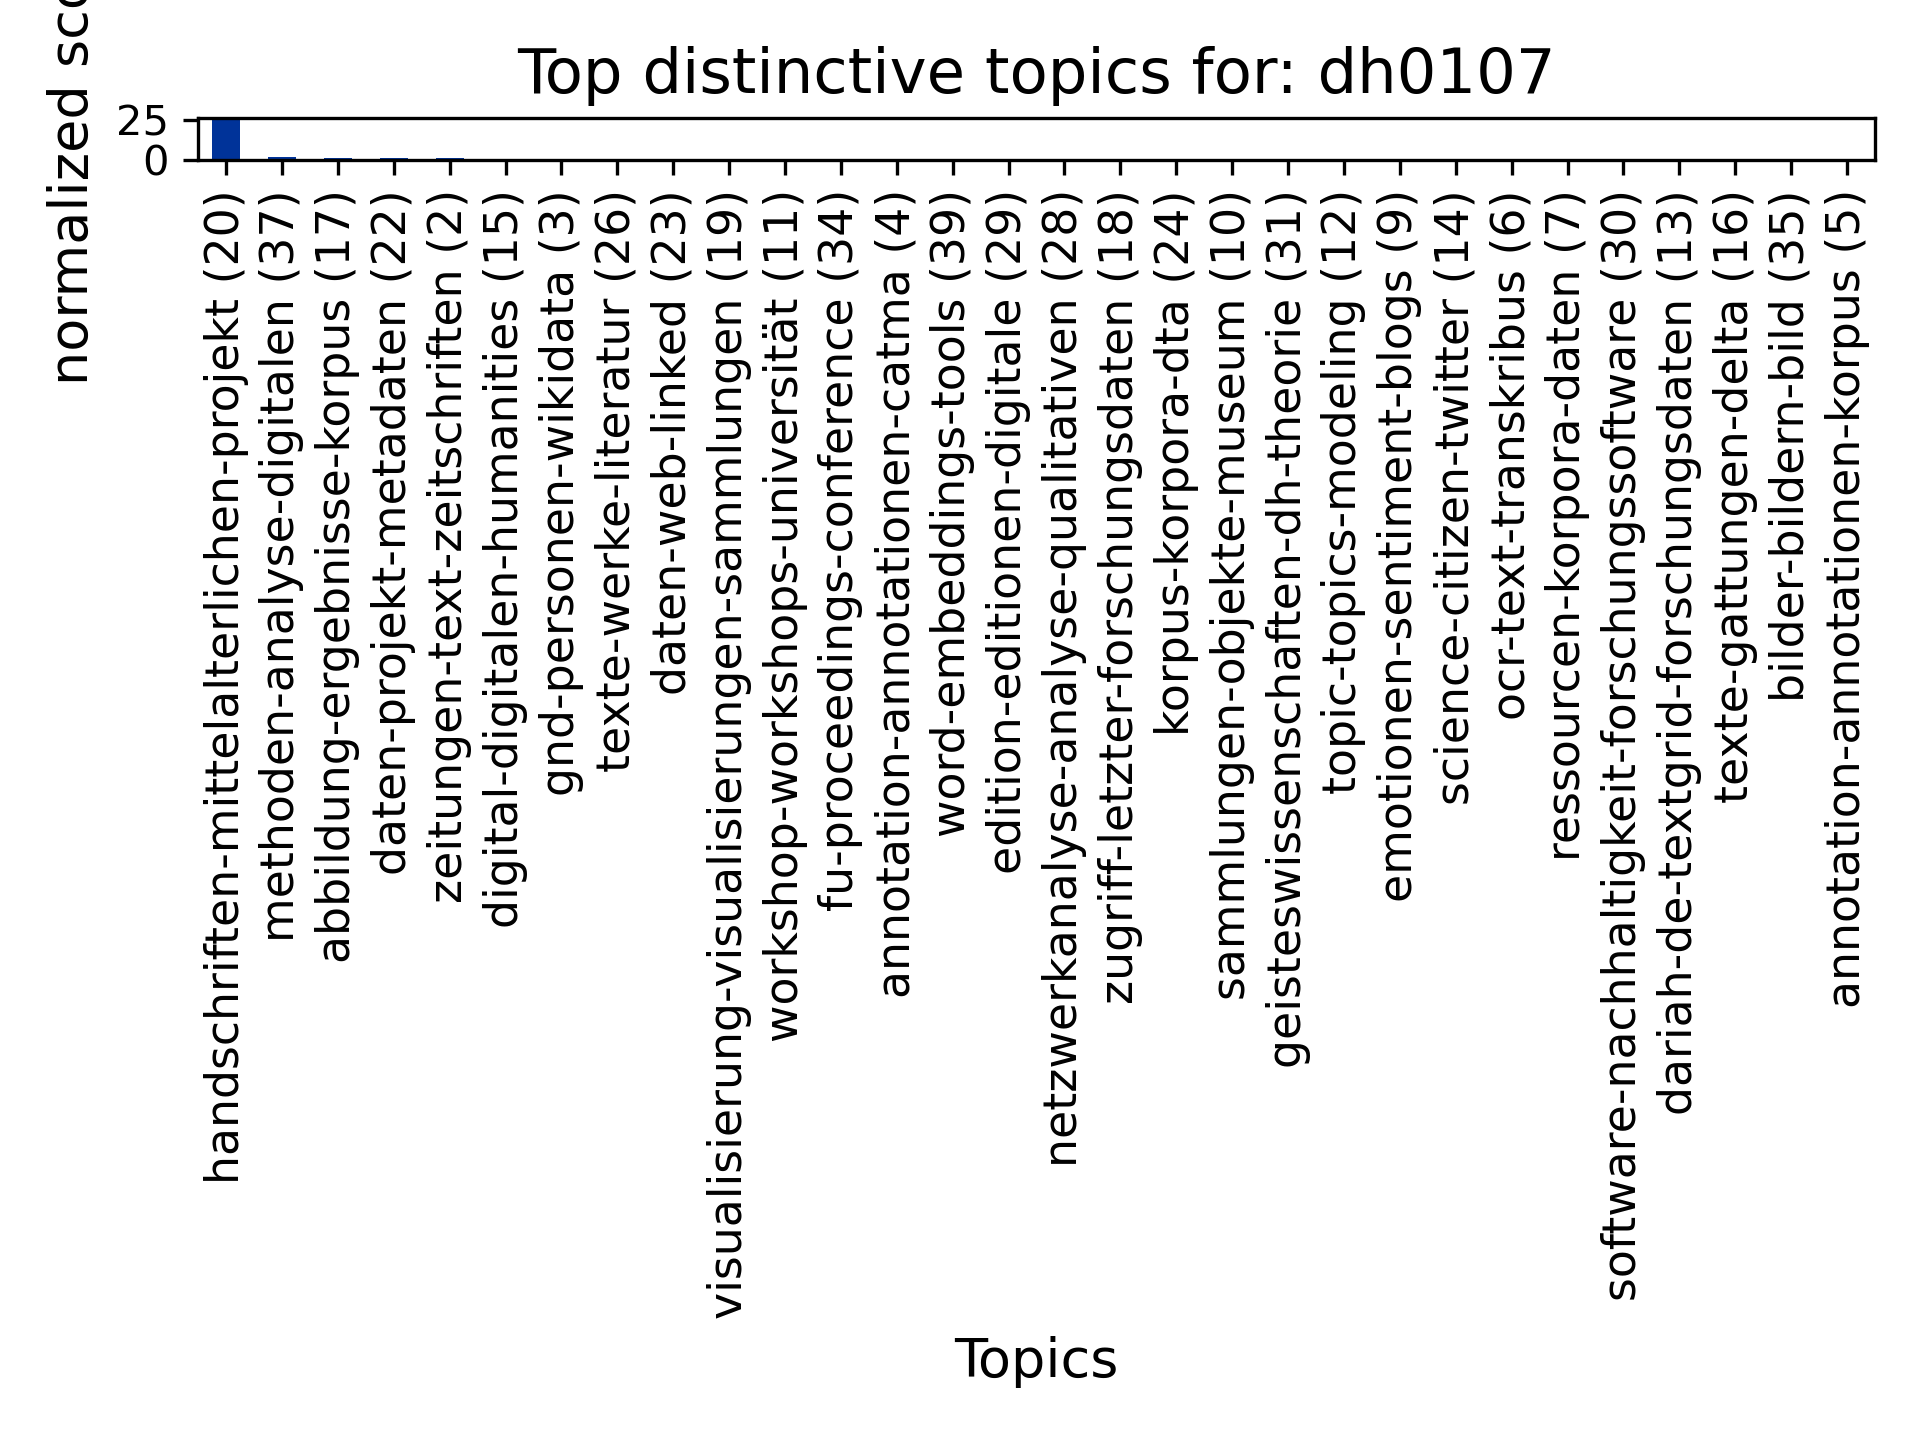 Top distinctive topics for: dh0107
normalized
25
0
handschriften-mittelalterlichen-projekt (20)
methoden-analyse-digitalen (37)
abbildung-ergebnisse-korpus (17)
daten-projekt-metadaten (22)
zeitungen-text-zeitschriften (2)
digital-digitalen-humanities (15)
gnd-personen-wikidata (3)
texte-werke-literatur (26)
daten-web-linked (23)
visualisierung-visualisierungen-sammlungen (19)
workshop-workshops-universität (11)
fu-proceedings-conference (34)
annotation-annotationen-catma (4)
word-embeddings-tools (39)
edition-editionen-digitale (29)
netzwerkanalyse-analyse-qualitativen (28)
zugriff-letzter-forschungsdaten (18)
korpus-korpora-dta (24)
sammlungen-objekte-museum (10)
geisteswissenschaften-dh-theorie (31)
topic-topics-modeling (12)
emotionen-sentiment-blogs (9)
science-citizen-twitter (14)
ocr-text-transkribus (6)
ressourcen-korpora-daten (7)
software-nachhaltigkeit-forschungssoftware (30)
dariah-de-textgrid-forschungsdaten (13)
texte-gattungen-delta (16)
bilder-bildern-bild (35)
annotation-annotationen-korpus (5)
Topics